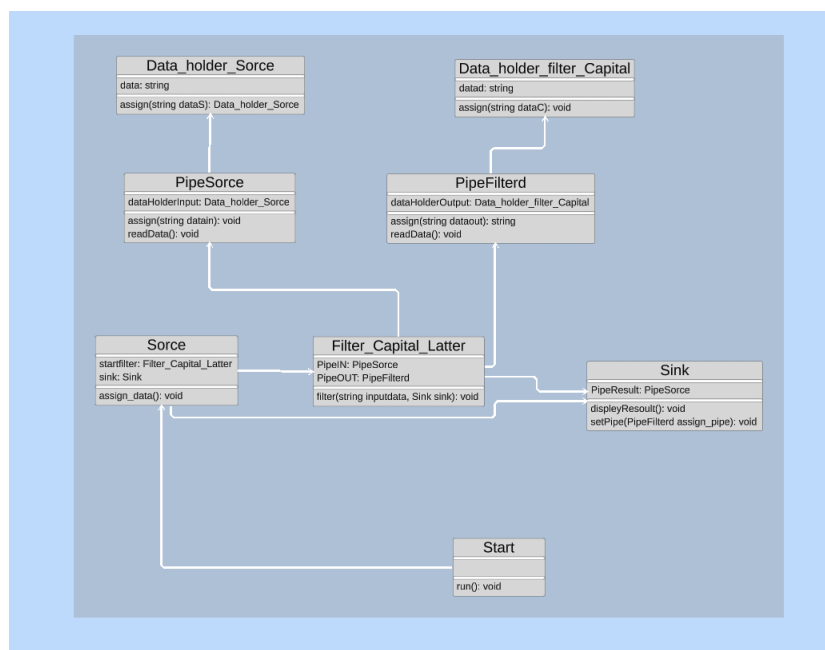 Data_holder_Sorce
data: string
assign(string dataS): Data_holder_Sorce
Data_holder_filter_Capital
datad: string
assign(string dataC): void
PipeSorce
dataHolderInput: Data_holder_Sorce
assign(string datain): void
readData(): void
PipeFilterd
dataHolderOutput: Data_holder_filter_Capital
assign(string dataout): string
readData(): void
Sorce
startfilter: Filter_Capital_Latter
sink: Sink
assign_data(): void
Filter_Capital_Latter
PipeIN: PipeSorce
PipeOUT: PipeFilterd
filter(string inputdata, Sink sink): void
Sink
PipeResult: PipeSorce
displeyResoult(): void
setPipe(PipeFilterd assign_pipe): void
Start
run(): void